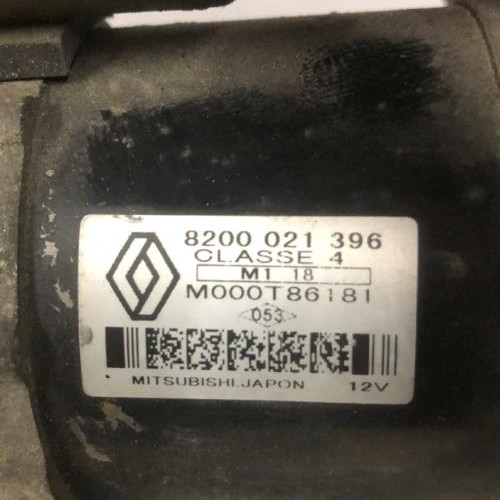 8200 021 396
CLASSE 4
M1 18
M000T86181
053
MITSUBISHI.JAPON 12V